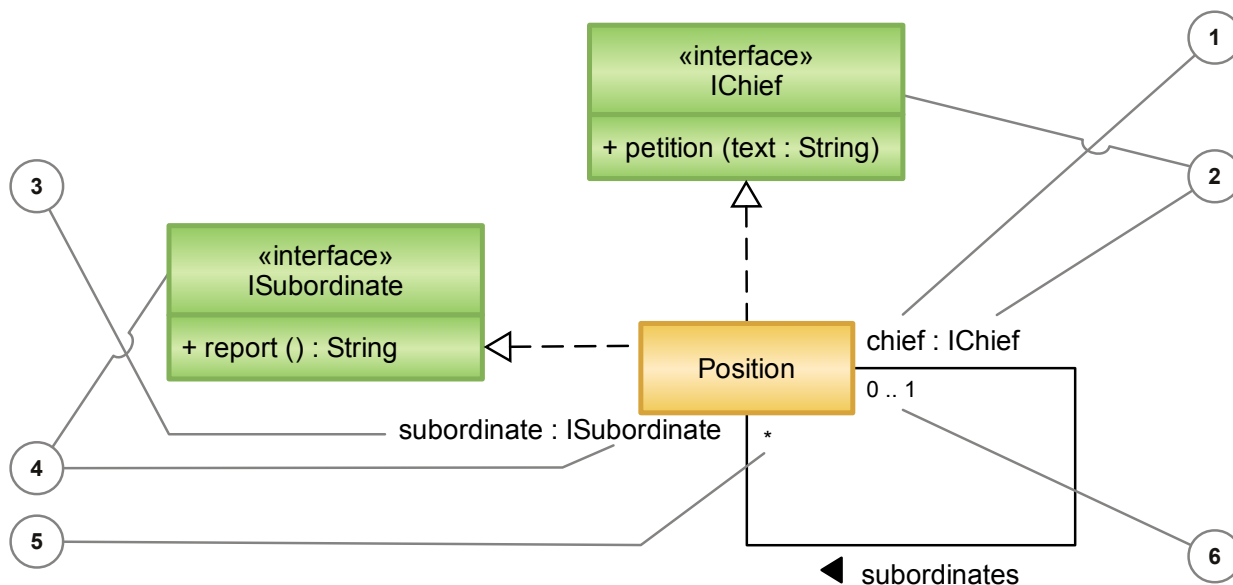 1
«interface»
IChief
+ petition (text : String)
2
3
«interface»
ISubordinate
+ report () : String
chief : IChief
Position
0 .. 1
subordinate : ISubordinate
*
4
5
6
◀ subordinates